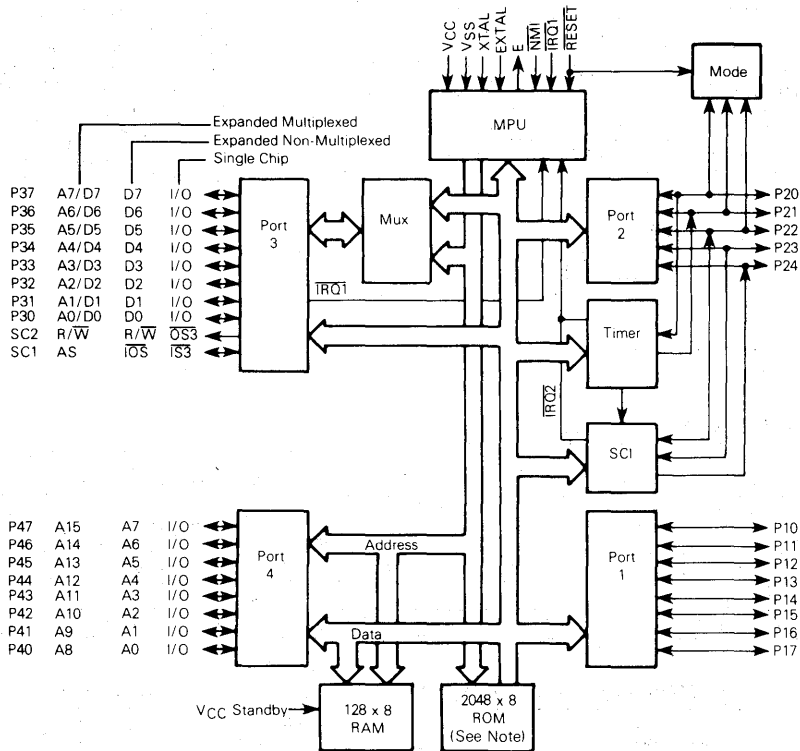 VCC
VSS
XTAL
EXTAL
E
NMI
IRQ1
RESET
Mode
MPU
Expanded Multiplexed
Expanded Non-Multiplexed
Single Chip
P37 A7/D7 D7 I/O
P36 A6/D6 D6 I/O
P35 A5/D5 D5 I/O
P34 A4/D4 D4 I/O
P33 A3/D3 D3 I/O
P32 A2/D2 D2 I/O
P31 A1/D1 D1 I/O
P30 A0/D0 D0 I/O
SC2 R/W R/W OS3
SC1 AS IOS IS3
Port
3
Mux
IRQ1
Port
2
P20
P21
P22
P23
P24
Timer
IRQ2
SCI
P47 A15 A7 I/O
P46 A14 A6 I/O
P45 A13 A5 I/O
P44 A12 A4 I/O
P43 A11 A3 I/O
P42 A10 A2 I/O
P41 A9 A1 I/O
P40 A8 A0 I/O
Port
4
Address
Data
Port
1
P10
P11
P12
P13
P14
P15
P16
P17
VCC Standby
128 x 8
RAM
2048 x 8
ROM
(See Note)